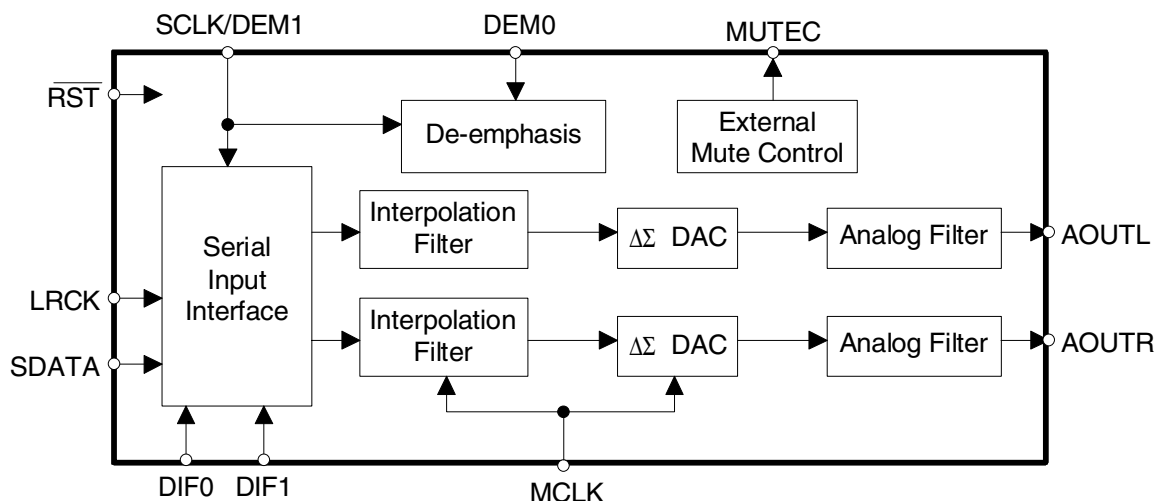 SCLK/DEM1
DEM0
MUTEC
RST
De-emphasis
External
Mute Control
Serial
Input
Interface
Interpolation
Filter
ΔΣ DAC
Analog Filter
AOUTL
LRCK
Interpolation
Filter
ΔΣ DAC
Analog Filter
AOUTR
SDATA
DIF0
DIF1
MCLK